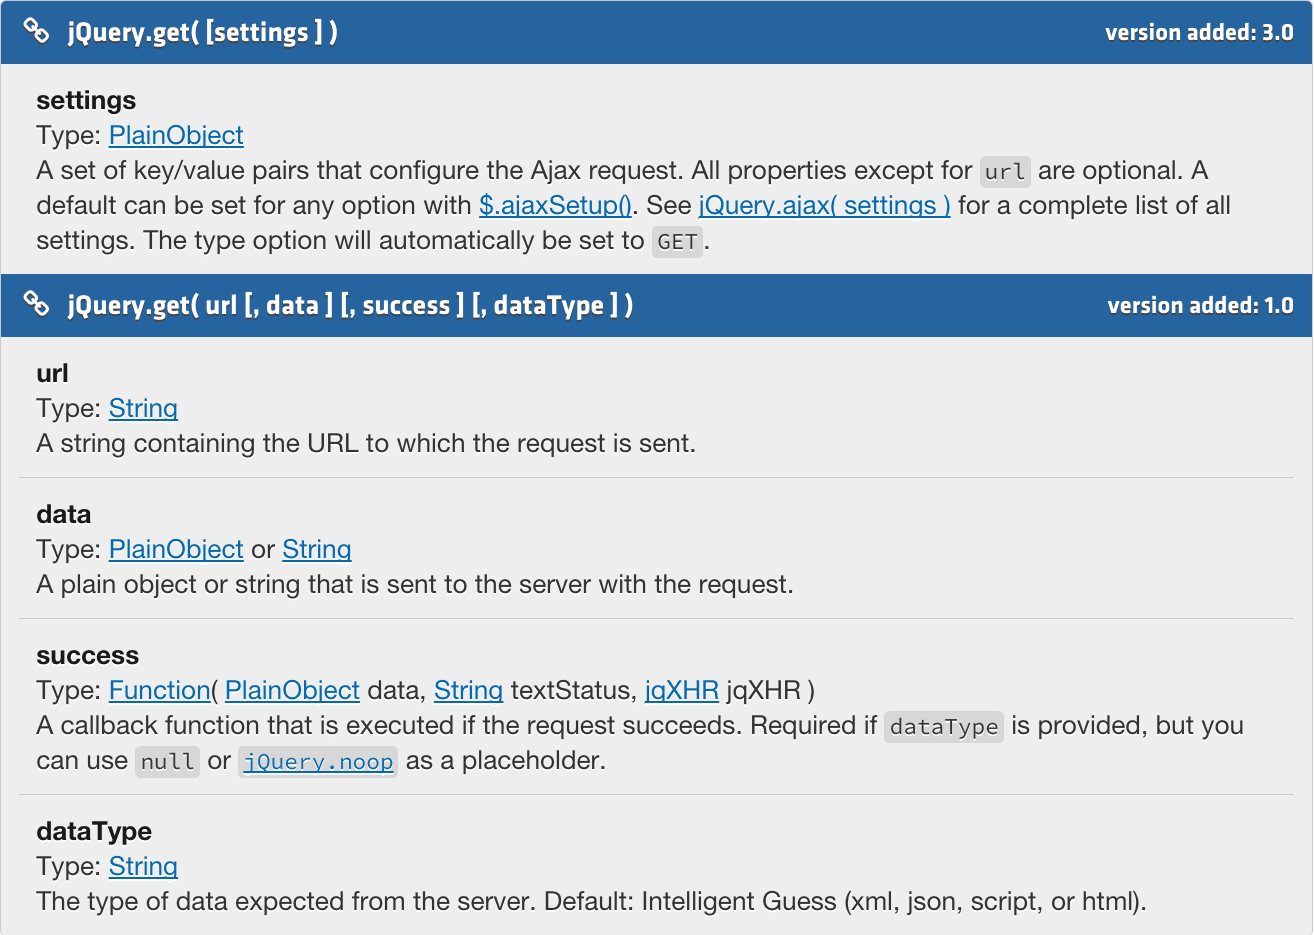 jQuery.get( [settings ] )
version added: 3.0
settings
Type: PlainObject
A set of key/value pairs that configure the Ajax request. All properties except for url are optional. A
default can be set for any option with $.ajaxSetup(). See jQuery.ajax( settings ) for a complete list of all
settings. The type option will automatically be set to GET.
jQuery.get( url [, data ] [, success ] [, dataType ] )
version added: 1.0
url
Type: String
A string containing the URL to which the request is sent.
data
Type: PlainObject or String
A plain object or string that is sent to the server with the request.
success
Type: Function( PlainObject data, String textStatus, jqXHR jqXHR )
A callback function that is executed if the request succeeds. Required if dataType is provided, but you
can use null or jQuery.noop as a placeholder.
dataType
Type: String
The type of data expected from the server. Default: Intelligent Guess (xml, json, script, or html).